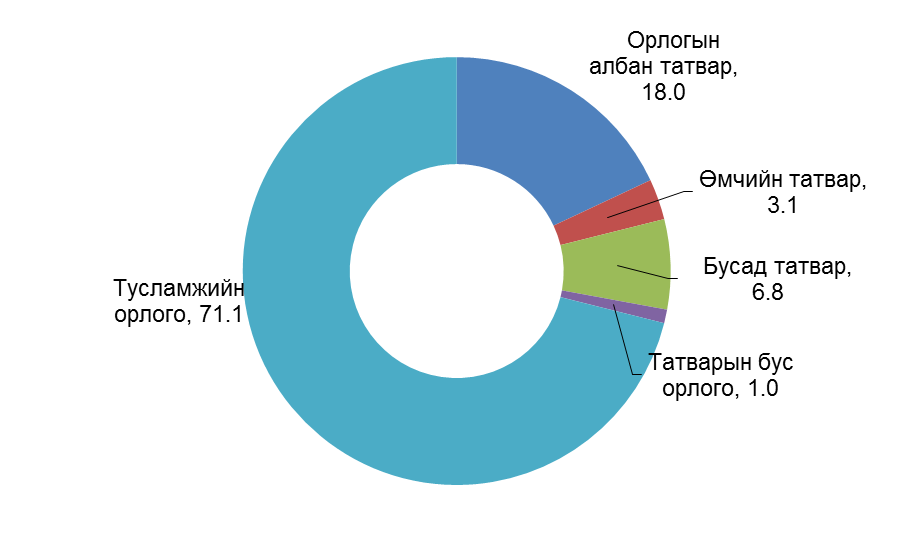 Орлогын
албан татвар,
18.0
Өмчийн татвар,
3.1
Бусад татвар,
6.8
Тусламжийн
орлого, 71.1
Татварын бус
орлого, 1.0